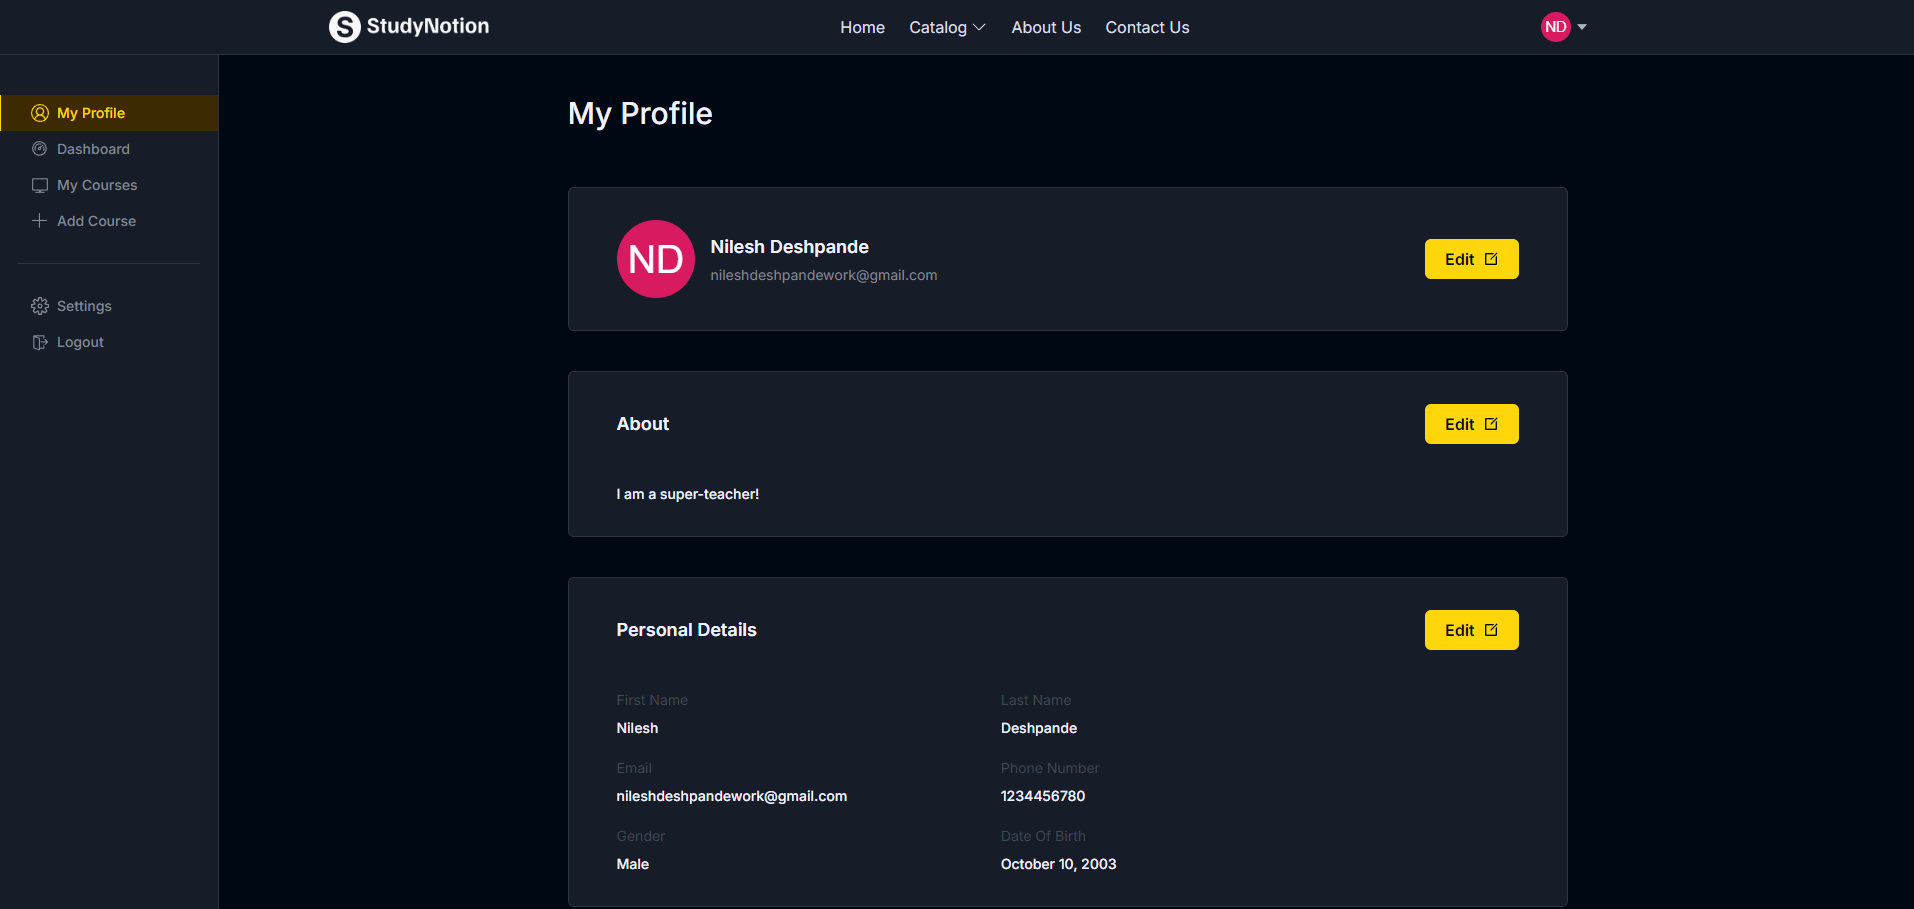 StudyNotion
Home Catalog About Us Contact Us
ND
My Profile
Dashboard
My Courses
Add Course
Settings
Logout
My Profile
ND
Nilesh Deshpande
nileshdeshpandework@gmail.com
Edit
About
Edit
I am a super-teacher!
Personal Details
Edit
First Name
Nilesh
Last Name
Deshpande
Email
nileshdeshpandework@gmail.com
Phone Number
1234456780
Gender
Male
Date Of Birth
October 10, 2003